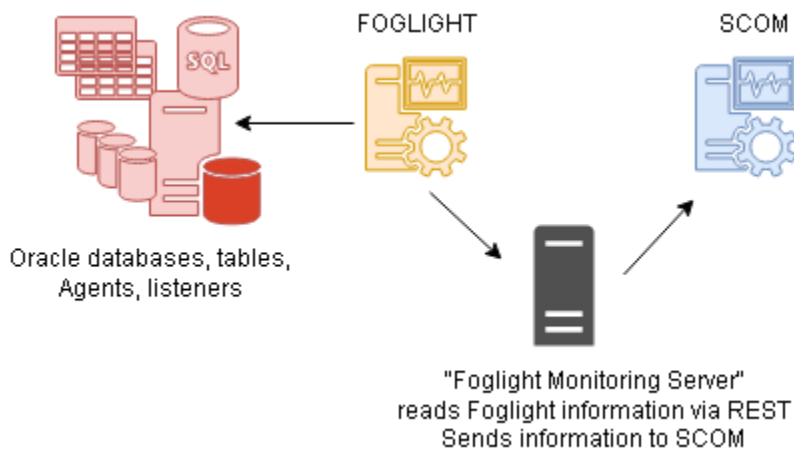 FOGLIGHT
SCOM
SQL
Oracle databases, tables,
Agents, listeners
"Foglight Monitoring Server"
reads Foglight information via REST
Sends information to SCOM